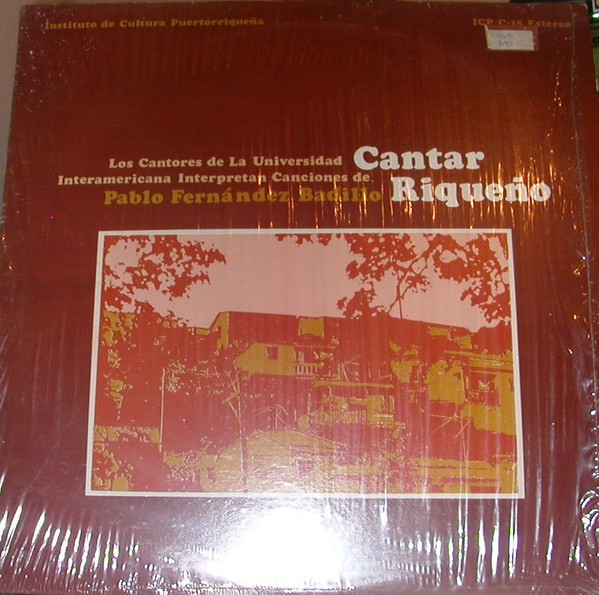 Instituto de Cultura Puertorriqueña
ICP C-15 Estereo
Los Cantores de La Universidad
Interamericana Interpretan Canciones de
Pablo Fernández Badillo
Cantar
Riqueño